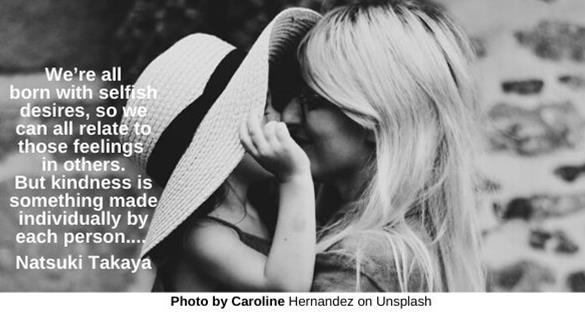 We’re all
born with selfish
desires, so we
can all relate to
those feelings
in others.
But kindness is
something made
individually by
each person....
Natsuki Takaya
Photo by Caroline Hernandez on Unsplash